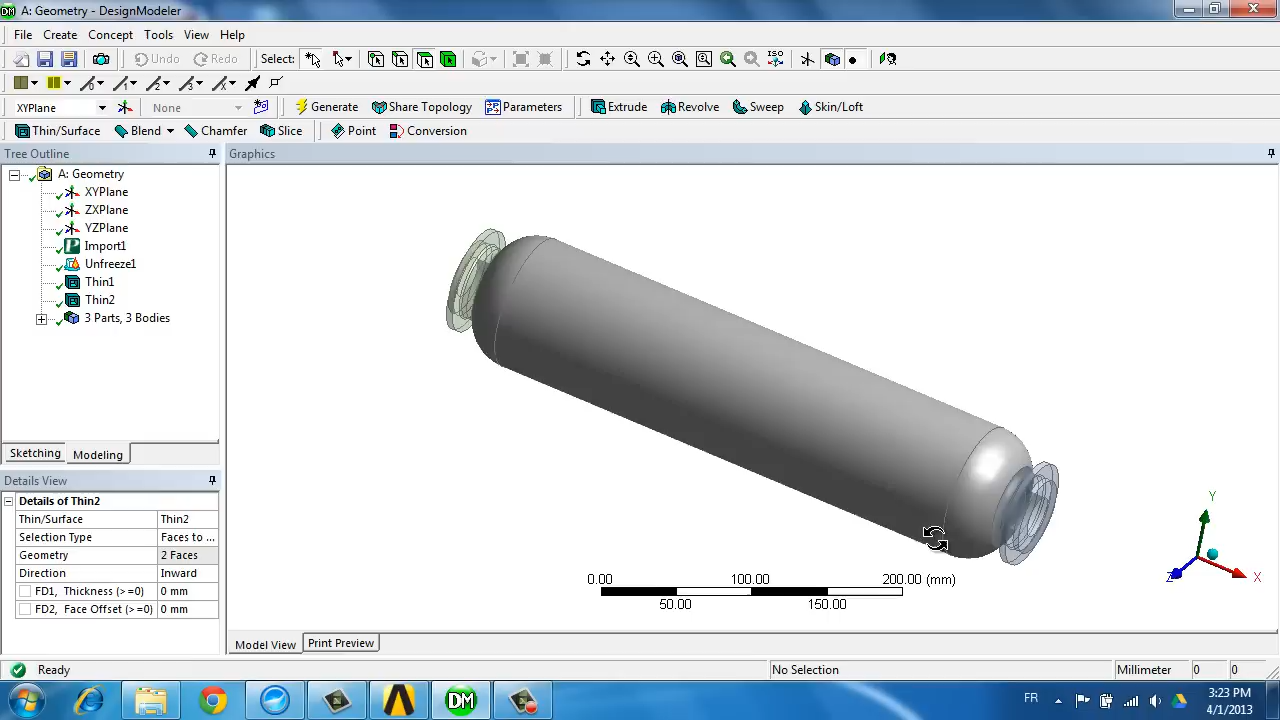 A: Geometry - DesignModeler
File Create Concept Tools View Help
Undo Redo Select:
XYPlane None Generate Share Topology Parameters Extrude Revolve Sweep Skin/Loft
Thin/Surface Blend Chamfer Slice Point Conversion
Tree Outline
A: Geometry
XYPlane
ZXPlane
YZPlane
Import1
Unfreeze1
Thin1
Thin2
3 Parts, 3 Bodies
Sketching Modeling
Details View
Details of Thin2
Thin/Surface Thin2
Selection Type Faces to ...
Geometry 2 Faces
Direction Inward
FD1, Thickness (>=0) 0 mm
FD2, Face Offset (>=0) 0 mm
Graphics
0.00 100.00 200.00 (mm)
50.00 150.00
Y
Z X
Model View Print Preview
Ready No Selection Millimeter 0 0
DM FR 3:23 PM
4/1/2013